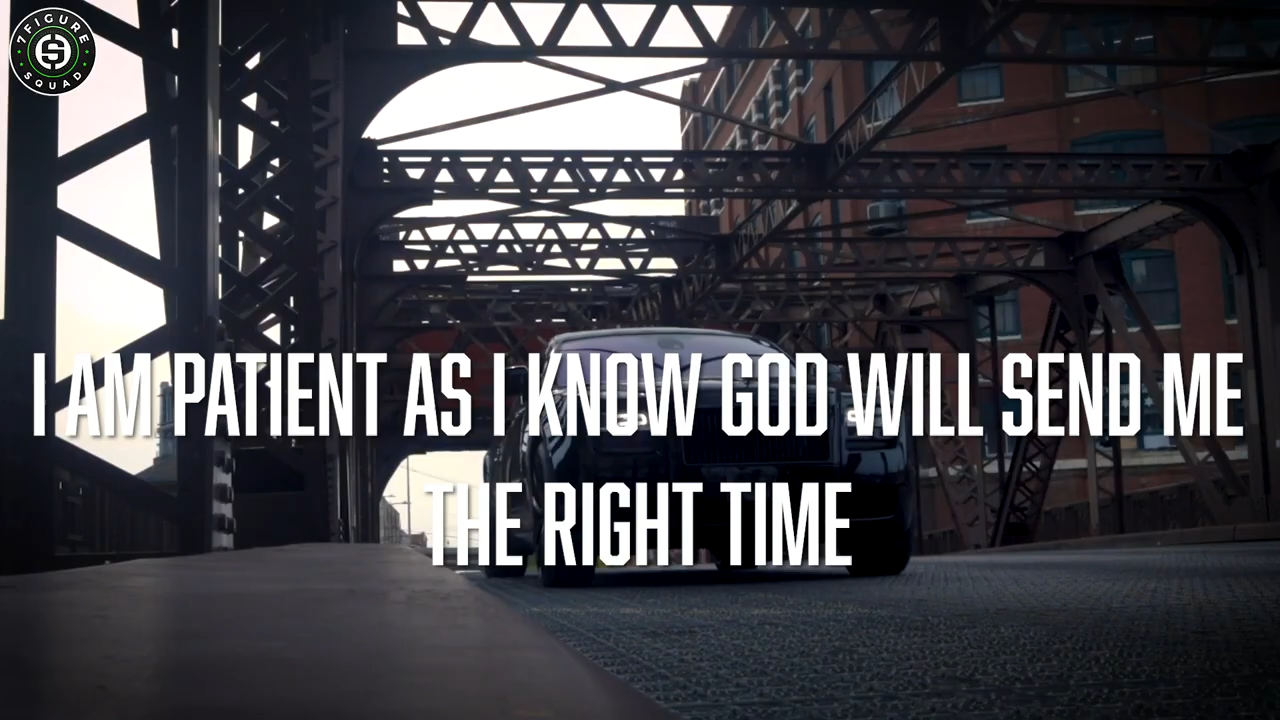 7FIGURE
SQUAD
I AM PATIENT AS I KNOW GOD WILL SEND ME
THE RIGHT TIME